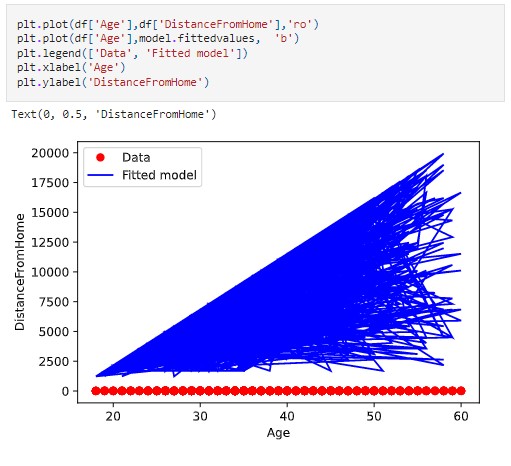 plt.plot(df['Age'],df['DistanceFromHome'],'ro')
plt.plot(df['Age'],model.fittedvalues,  'b')
plt.legend(['Data', 'Fitted model'])
plt.xlabel('Age')
plt.ylabel('DistanceFromHome')
Text(0, 0.5, 'DistanceFromHome')
Data
Fitted model
20000
17500
15000
12500
10000
7500
5000
2500
0
DistanceFromHome
20 30 40 50 60
Age